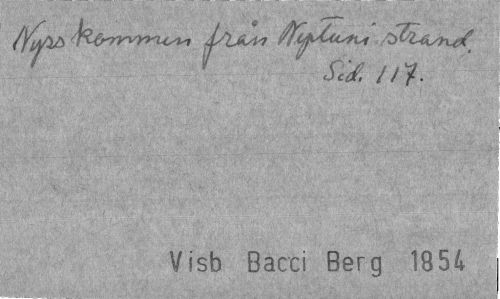 Nyss kommen från Neptuni strand.
Sid. 117.
Visb Bacci Berg 1854